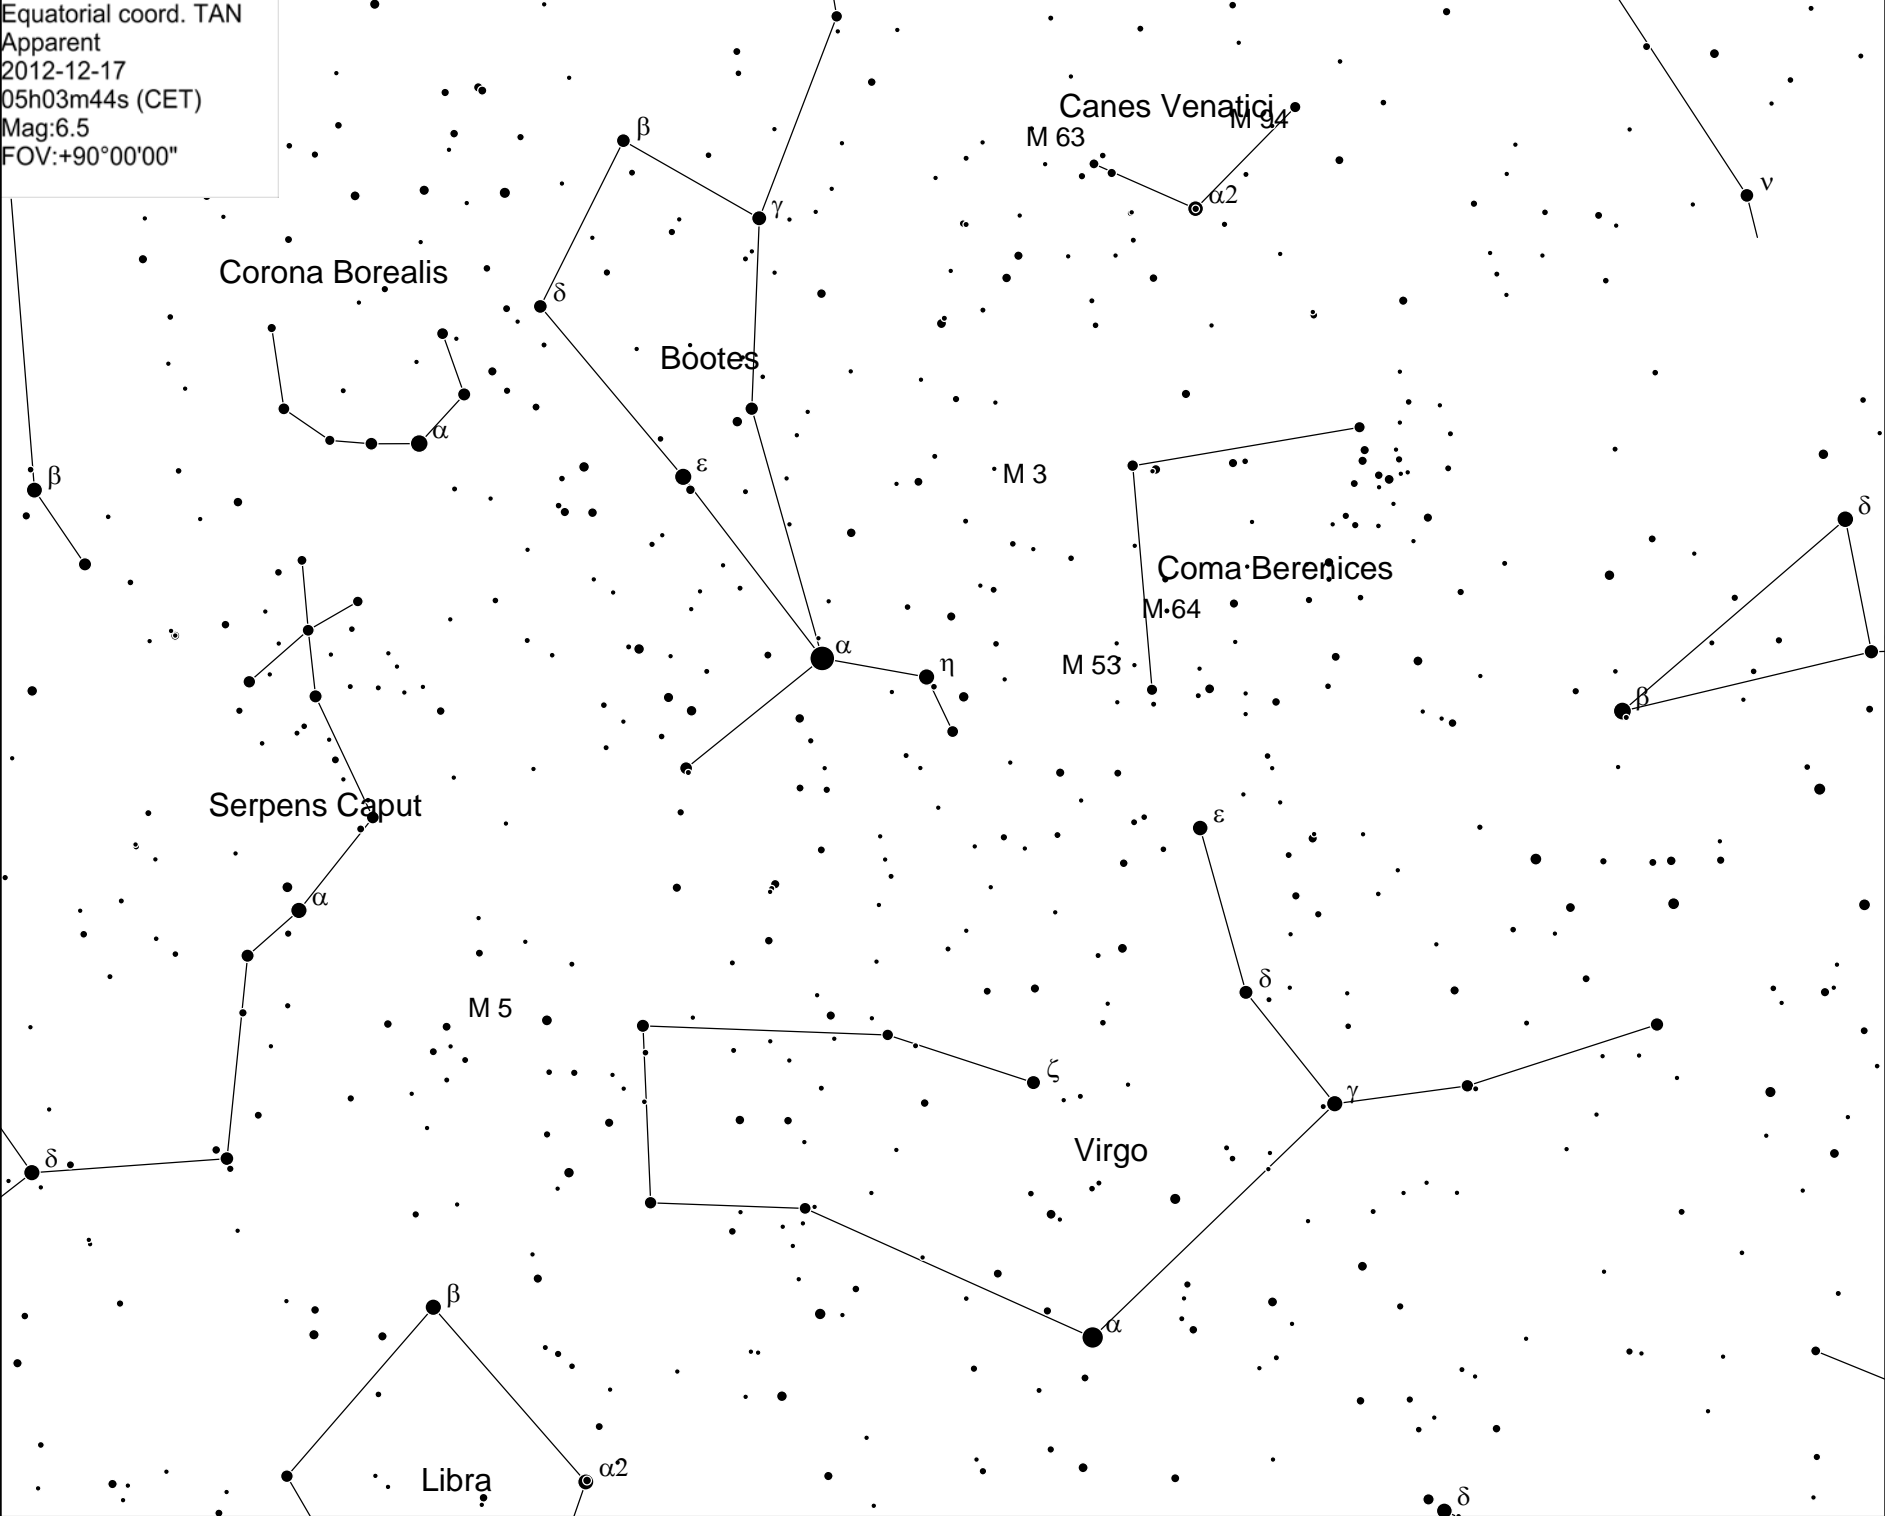 Equatorial coord. TAN
Apparent
2012-12-17
05h03m44s (CET)
Mag:6.5
FOV:+90°00'00"
Canes Venatici
M 94
M 63
β
ν
α2
γ
Corona Borealis
δ
Bootes
α
ε
β
M 3
δ
Coma Berenices
M 64
α
η
M 53
β
Serpens Caput
ε
α
δ
M 5
ζ
γ
Virgo
δ
β
α
α2
Libra
δ